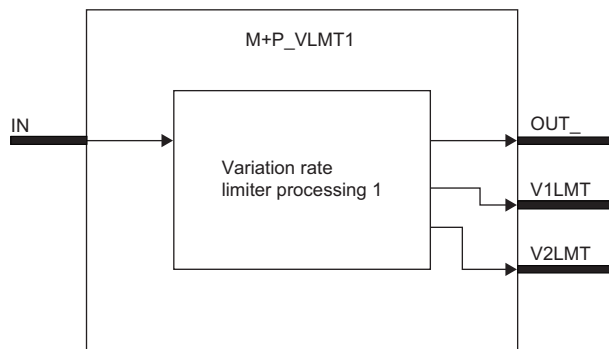 M+P_VLMT1
IN
OUT_
Variation rate
limiter processing 1
V1LMT
V2LMT